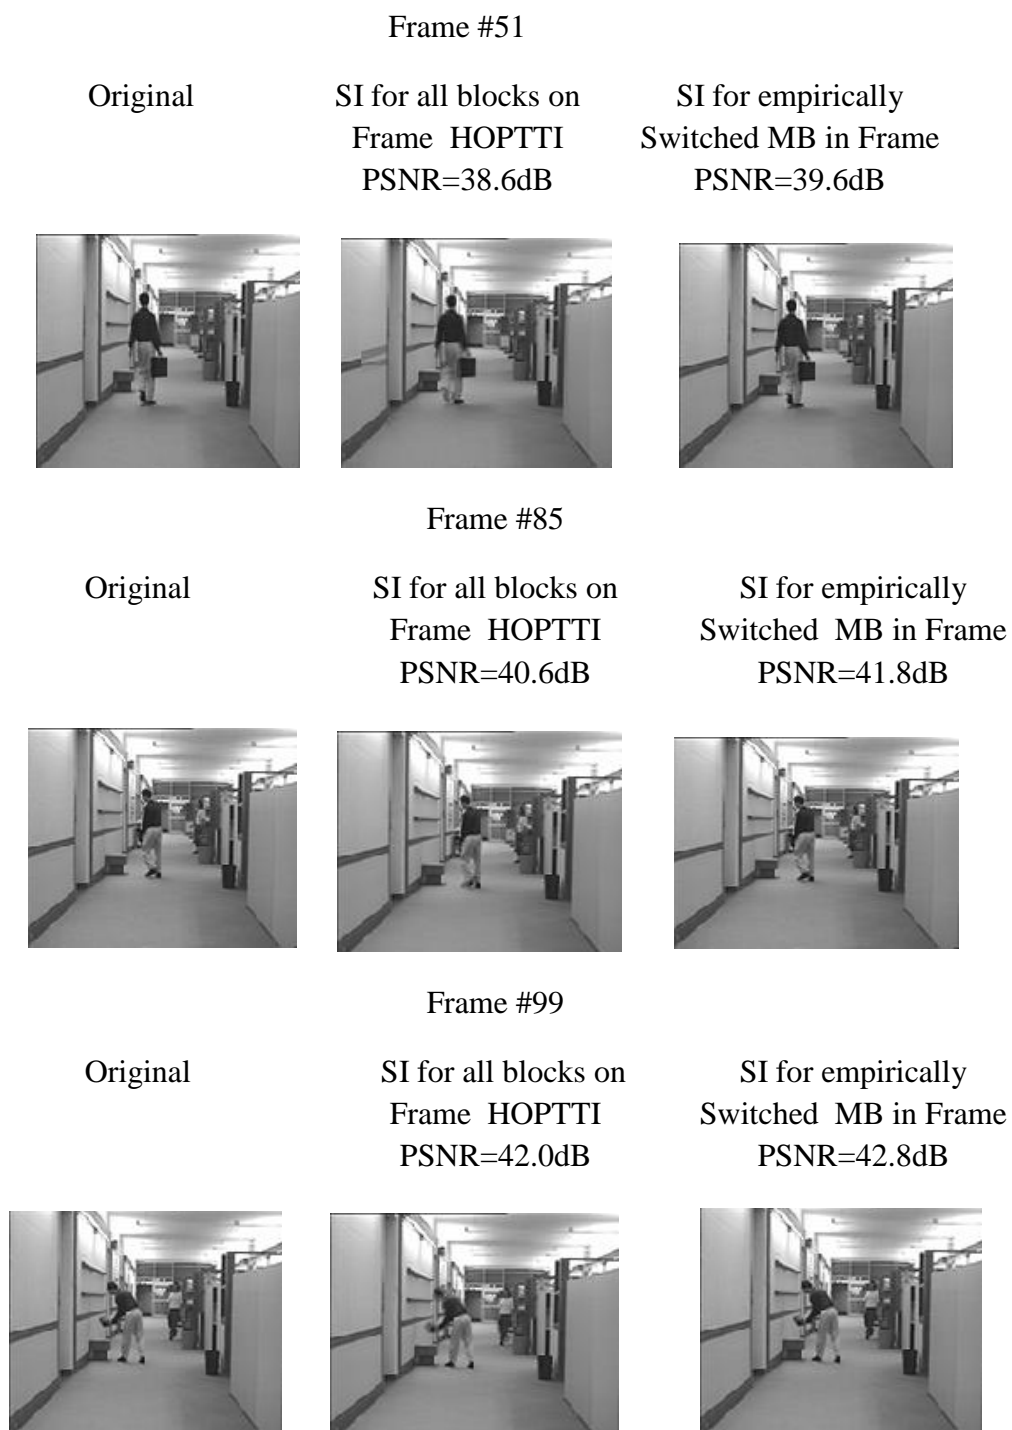 Frame #51
Original
SI for all blocks on
Frame HOPTTI
PSNR=38.6dB
SI for empirically
Switched MB in Frame
PSNR=39.6dB
Frame #85
Original
SI for all blocks on
Frame HOPTTI
PSNR=40.6dB
SI for empirically
Switched MB in Frame
PSNR=41.8dB
Frame #99
Original
SI for all blocks on
Frame HOPTTI
PSNR=42.0dB
SI for empirically
Switched MB in Frame
PSNR=42.8dB